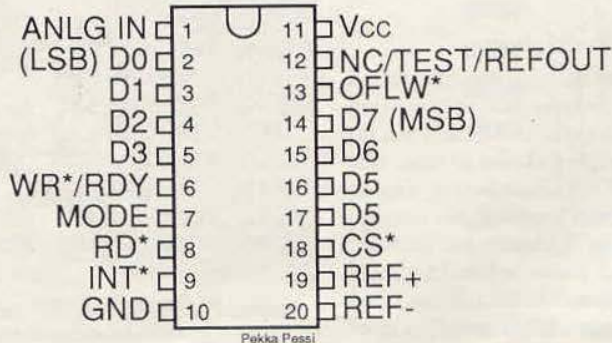 ANLG IN 1 11 Vcc
(LSB) D0 2 12 NC/TEST/REFOUT
D1 3 13 OFLW*
D2 4 14 D7 (MSB)
D3 5 15 D6
WR*/RDY 6 16 D5
MODE 7 17 D5
RD* 8 18 CS*
INT* 9 19 REF+
GND 10 20 REF-
Pekka Pessi